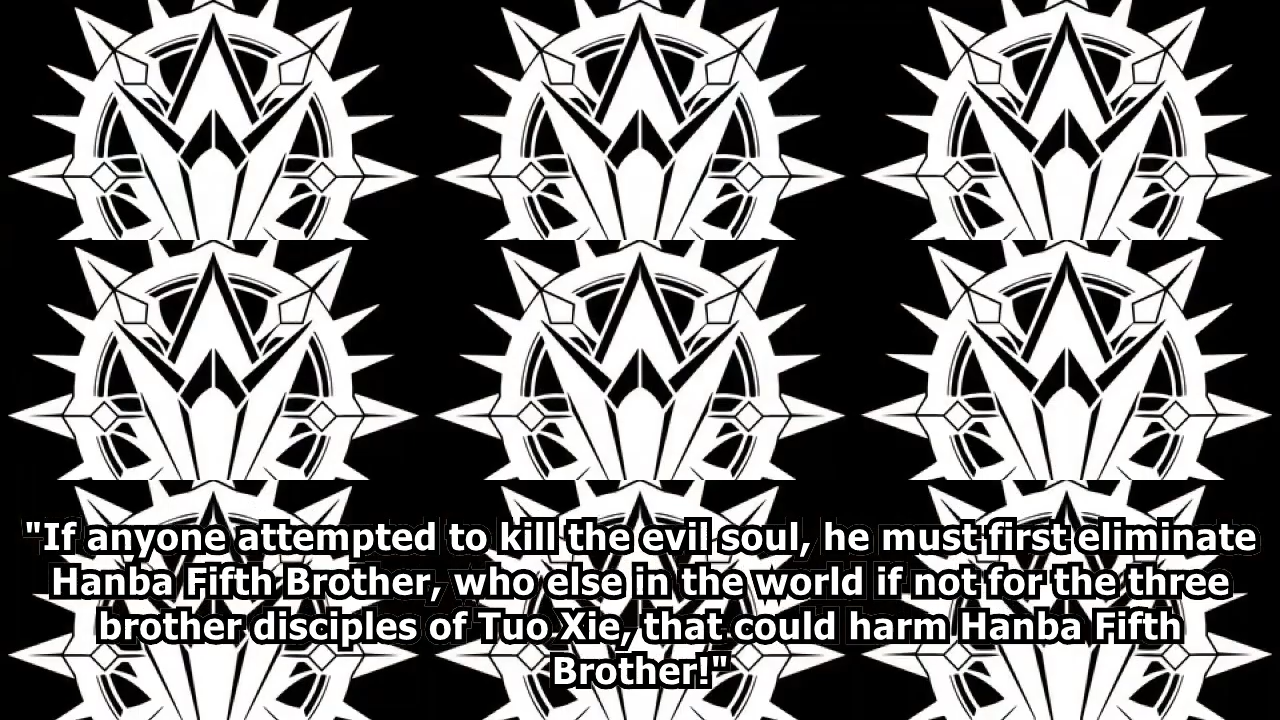 "If anyone attempted to kill the evil soul, he must first eliminate
Hanba Fifth Brother, who else in the world if not for the three
brother disciples of Tuo Xie, that could harm Hanba Fifth
Brother!"